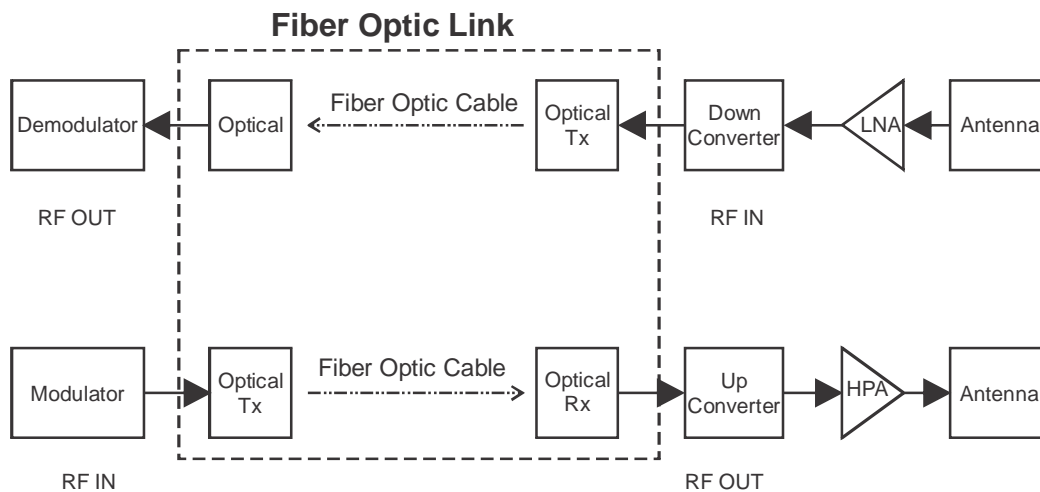 Fiber Optic Link
Demodulator
Optical
Fiber Optic Cable
Optical
Tx
Down
Converter
LNA
Antenna
RF OUT
RF IN
Modulator
Optical
Tx
Fiber Optic Cable
Optical
Rx
Up
Converter
HPA
Antenna
RF IN
RF OUT